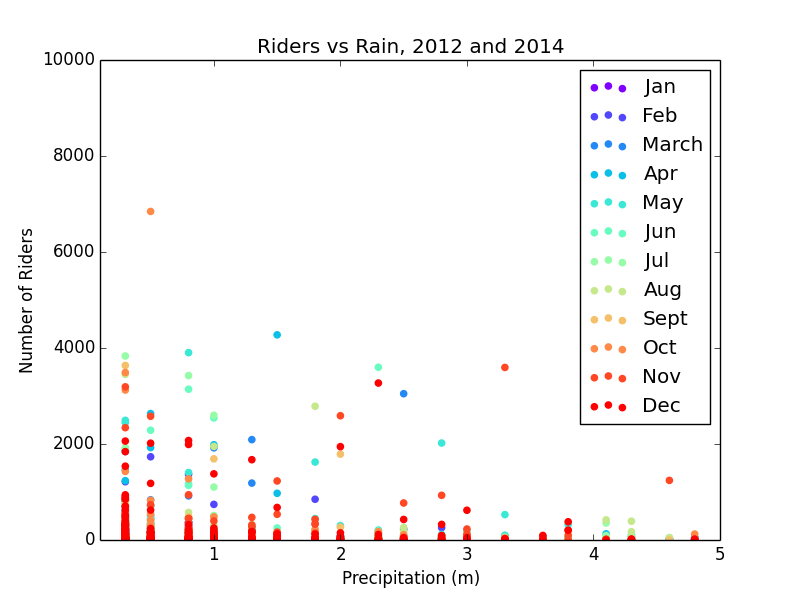 Riders vs Rain, 2012 and 2014
10000
8000
6000
4000
2000
0
Number of Riders
1
2
3
4
5
Precipitation (m)
Jan
Feb
March
Apr
May
Jun
Jul
Aug
Sept
Oct
Nov
Dec